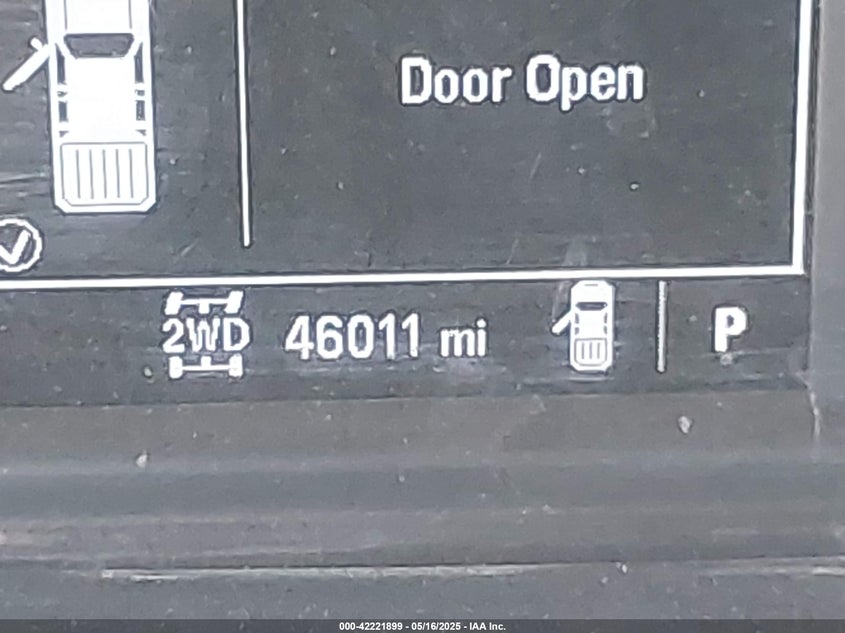 Door Open
2WD 46011 mi P
000-42221899 - 05/16/2025 - IAA Inc.